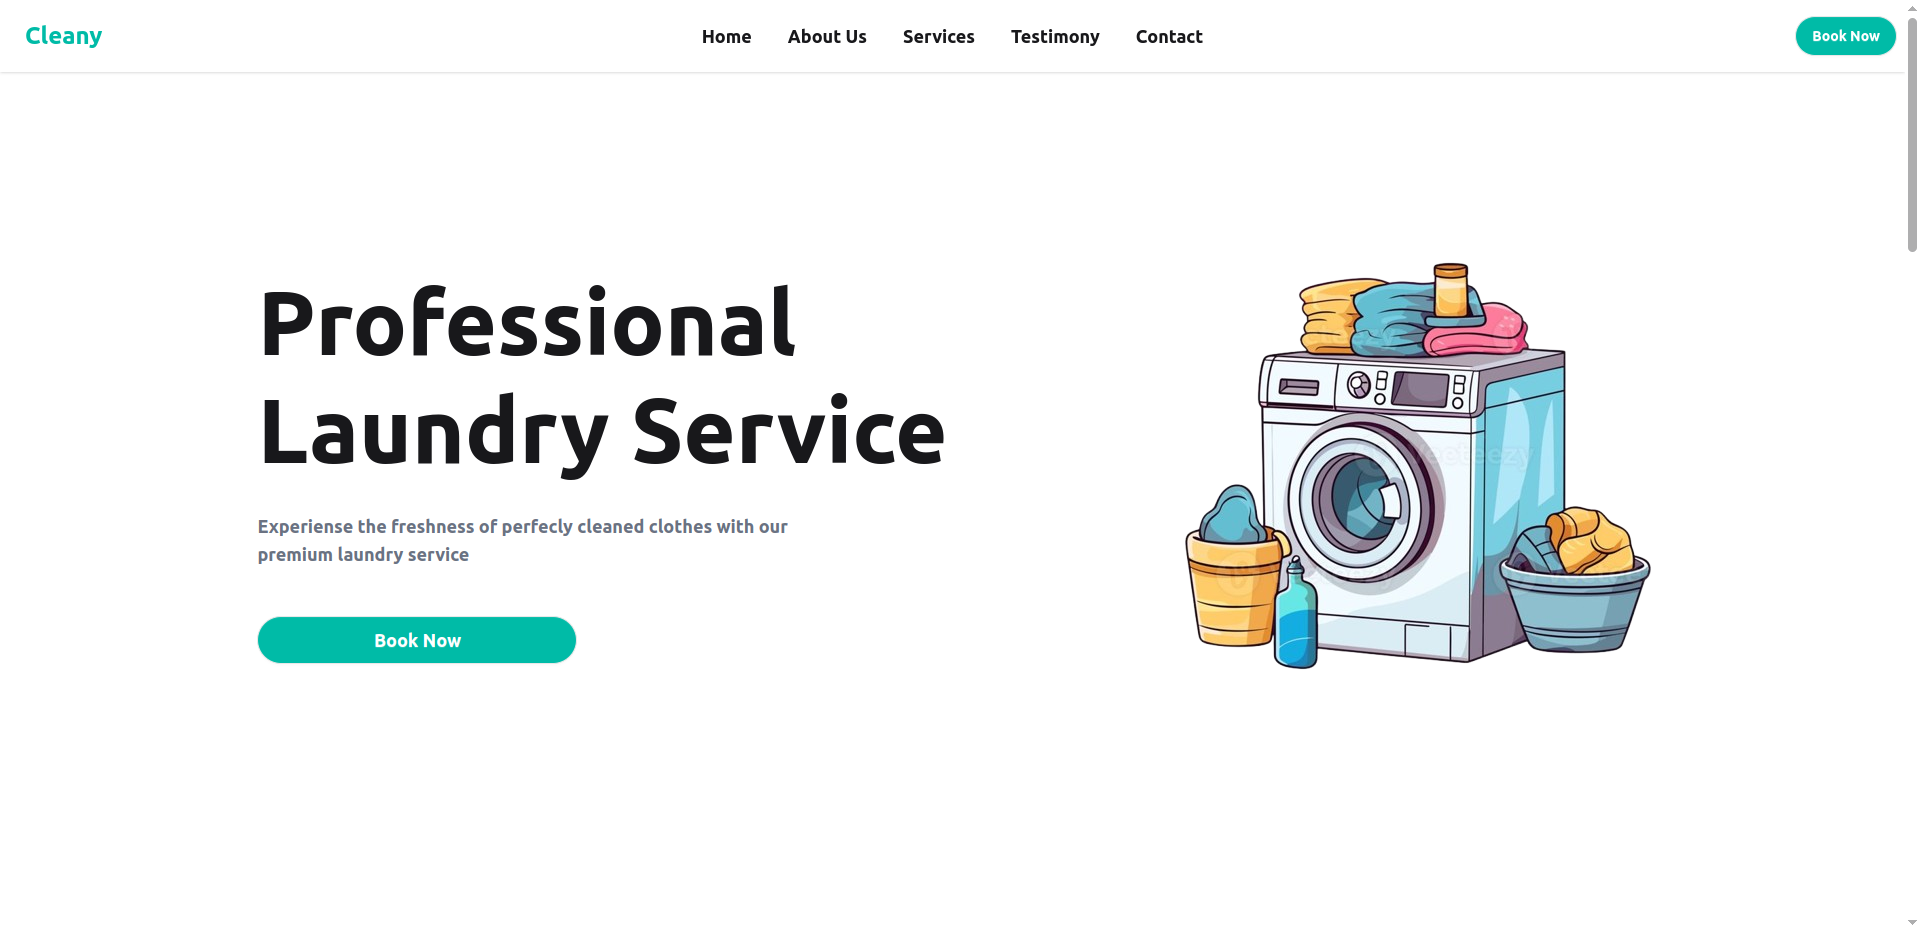 Cleany
Home About Us Services Testimony Contact
Book Now
Professional
Laundry Service
Experiense the freshness of perfecly cleaned clothes with our
premium laundry service
Book Now